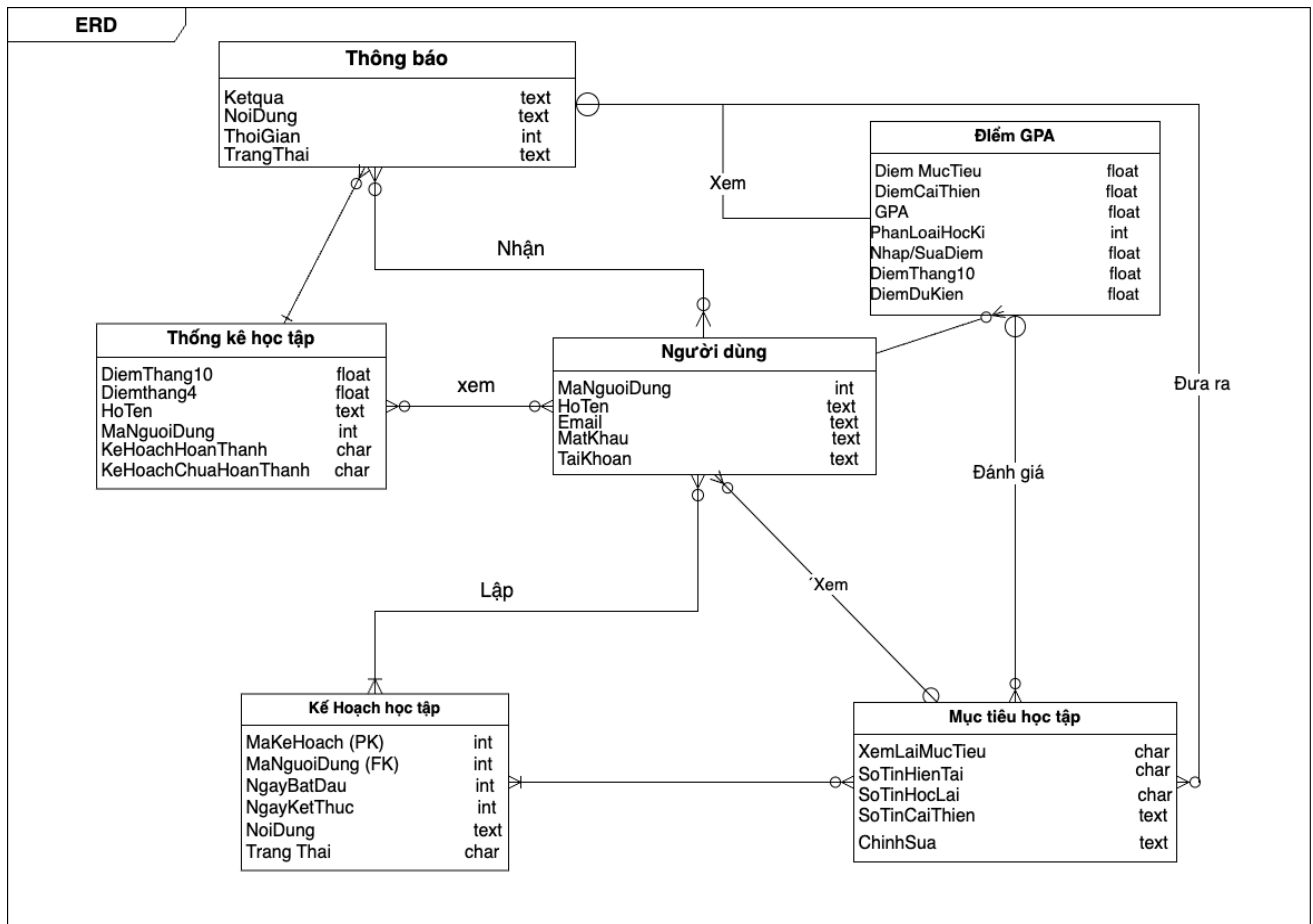 ERD
Thông báo
Ketqua text
NoiDung text
ThoiGian int
TrangThai text
Điểm GPA
Diem MucTieu float
DiemCaiThien float
GPA float
PhanLoaiHocKi int
Nhap/SuaDiem float
DiemThang10 float
DiemDuKien float
Xem
Nhận
Thống kê học tập
DiemThang10 float
Diemthang4 float
HoTen text
MaNguoiDung int
KeHoachHoanThanh char
KeHoachChuaHoanThanh char
xem
Người dùng
MaNguoiDung int
HoTen text
Email text
MatKhau text
TaiKhoan text
Đưa ra
Đánh giá
Lập
Xem
Kế Hoạch học tập
MaKeHoach (PK) int
MaNguoiDung (FK) int
NgayBatDau int
NgayKetThuc int
NoiDung text
Trang Thai char
Mục tiêu học tập
XemLaiMucTieu char
SoTinHienTai char
SoTinHocLai char
SoTinCaiThien text
ChinhSua text